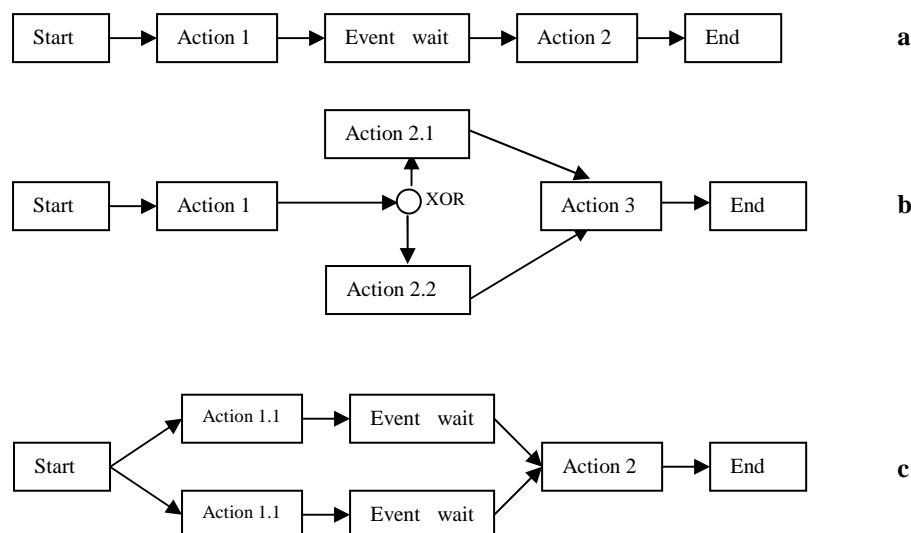 Start Action 1 Event wait Action 2 End a
Action 2.1
Start Action 1 XOR Action 3 End b
Action 2.2
Action 1.1 Event wait
Start Action 2 End c
Action 1.1 Event wait